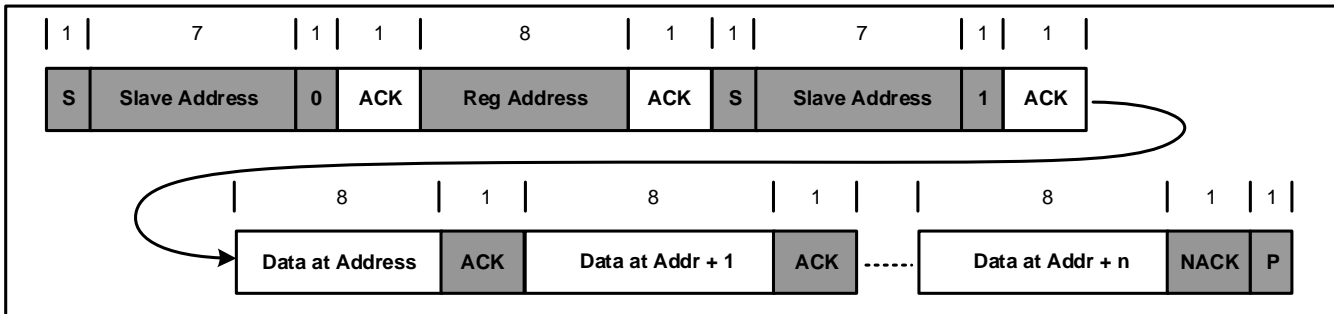 1 7 1 1 8 1 1 7 1 1
S Slave Address 0 ACK Reg Address ACK S Slave Address 1 ACK
8 1 8 1 8 1 1
Data at Address ACK Data at Addr + 1 ACK Data at Addr + n NACK P